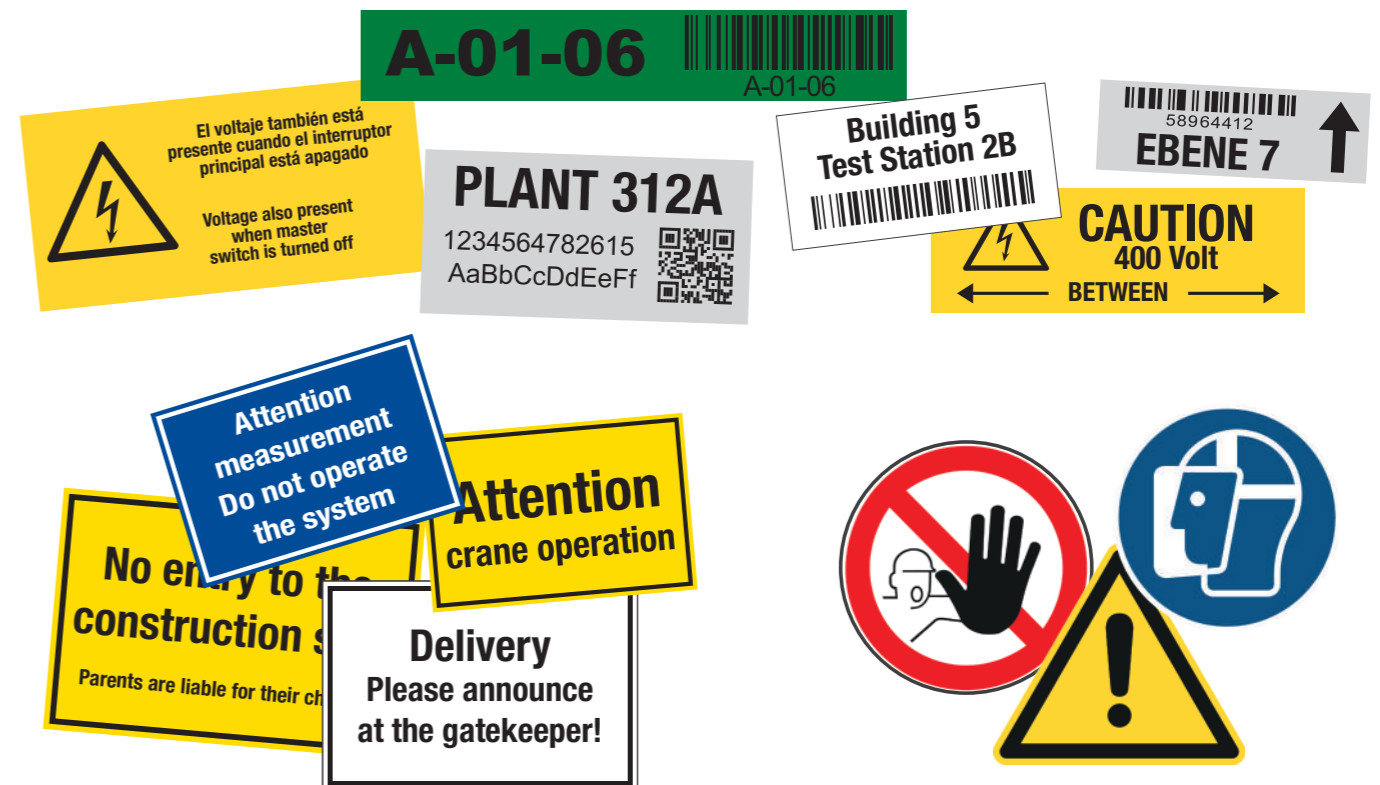 A-01-06
A-01-06
El voltaje también está
presente cuando el interruptor
principal está apagado
Voltage also present
when master
switch is turned off
PLANT 312A
1234564782615
AaBbCcDdEeFf
Building 5
Test Station 2B
58964412
EBENE 7
CAUTION
400 Volt
BETWEEN
Attention
measurement
Do not operate
the system
Attention
crane operation
No entry to the
construction
Parents are liable for their
Delivery
Please announce
at the gatekeeper!